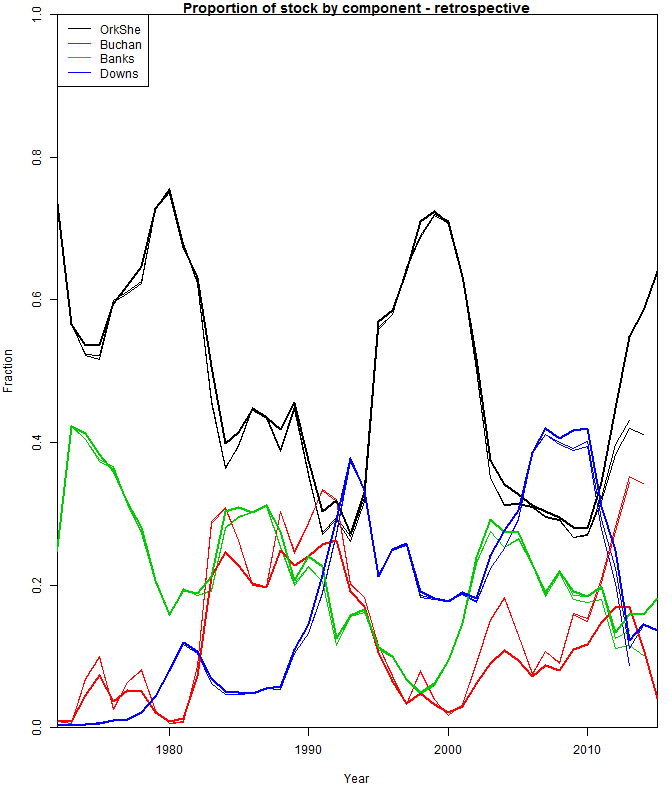 Proportion of stock by component - retrospective
OrkShe
Buchan
Banks
Downs
1.0
0.8
0.6
0.4
0.2
0.0
Fraction
1980 1990 2000 2010
Year